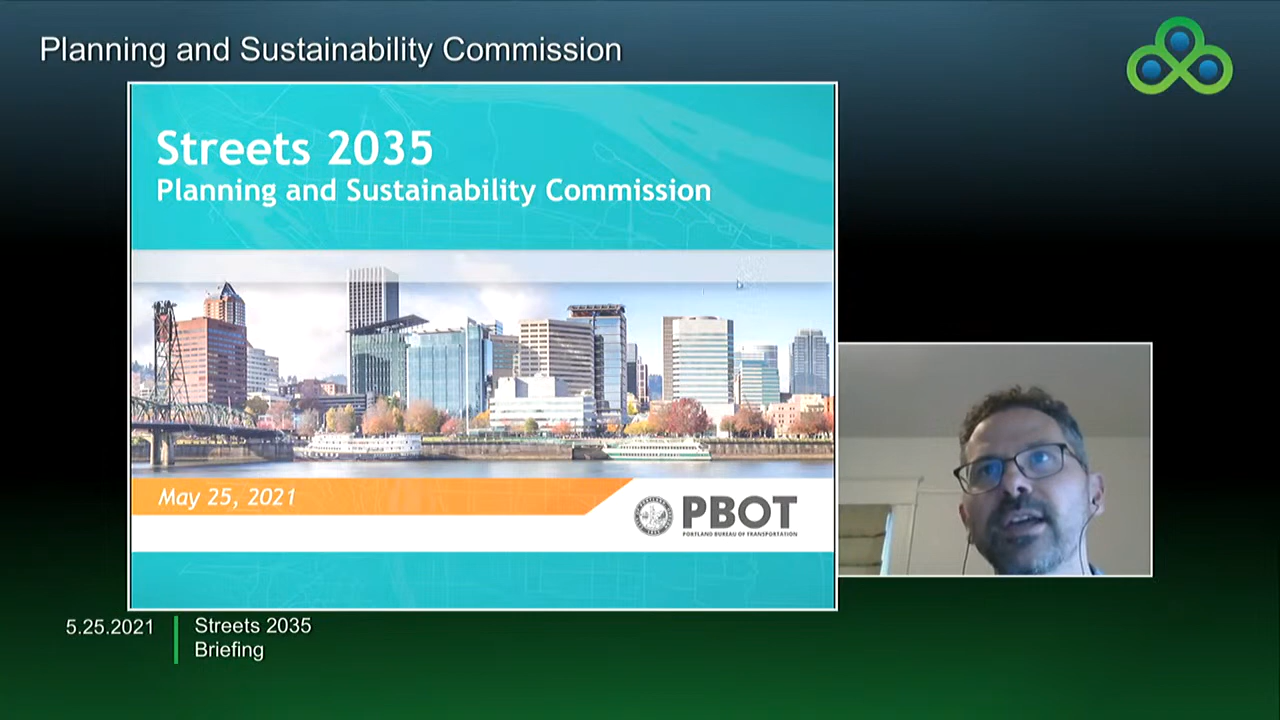 Planning and Sustainability Commission
Streets 2035
Planning and Sustainability Commission
May 25, 2021
PBOT
PORTLAND BUREAU OF TRANSPORTATION
5.25.2021
Streets 2035
Briefing